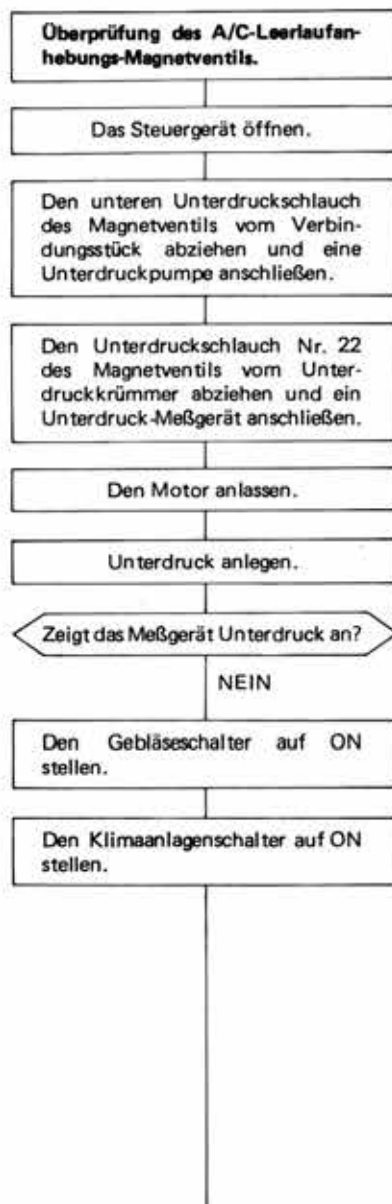 Überprüfung des A/C-Leerlaufan-
hebungs-Magnetventils.
Das Steuergerät öffnen.
Den unteren Unterdruckschlauch
des Magnetventils vom Verbin-
dungsstück abziehen und eine
Unterdruckpumpe anschließen.
Den Unterdruckschlauch Nr. 22
des Magnetventils vom Unter-
druckkrümmer abziehen und ein
Unterdruck-Meßgerät anschließen.
Den Motor anlassen.
Unterdruck anlegen.
Zeigt das Meßgerät Unterdruck an?
NEIN
Den Gebläseschalter auf ON
stellen.
Den Klimaanlagenschalter auf ON
stellen.